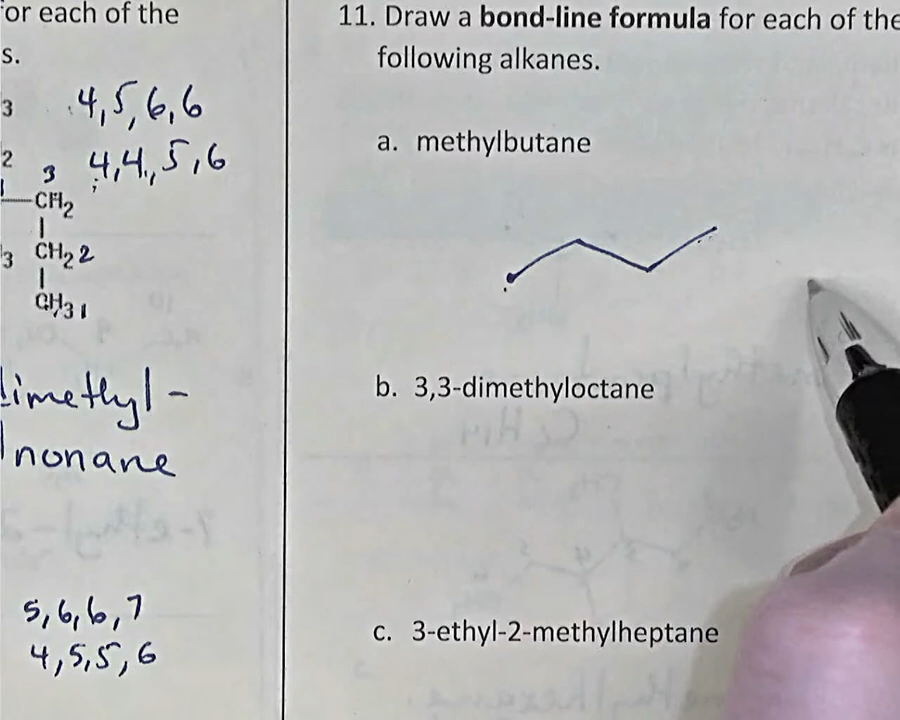 or each of the
s.
3 4,5,6,6
2 3 4,4,5,6
CH2
3 CH2 2
CH3 1
dimethyl-
nonane
5,6,6,7
4,5,5,6
11. Draw a bond-line formula for each of the
following alkanes.
a. methylbutane
b. 3,3-dimethyloctane
c. 3-ethyl-2-methylheptane